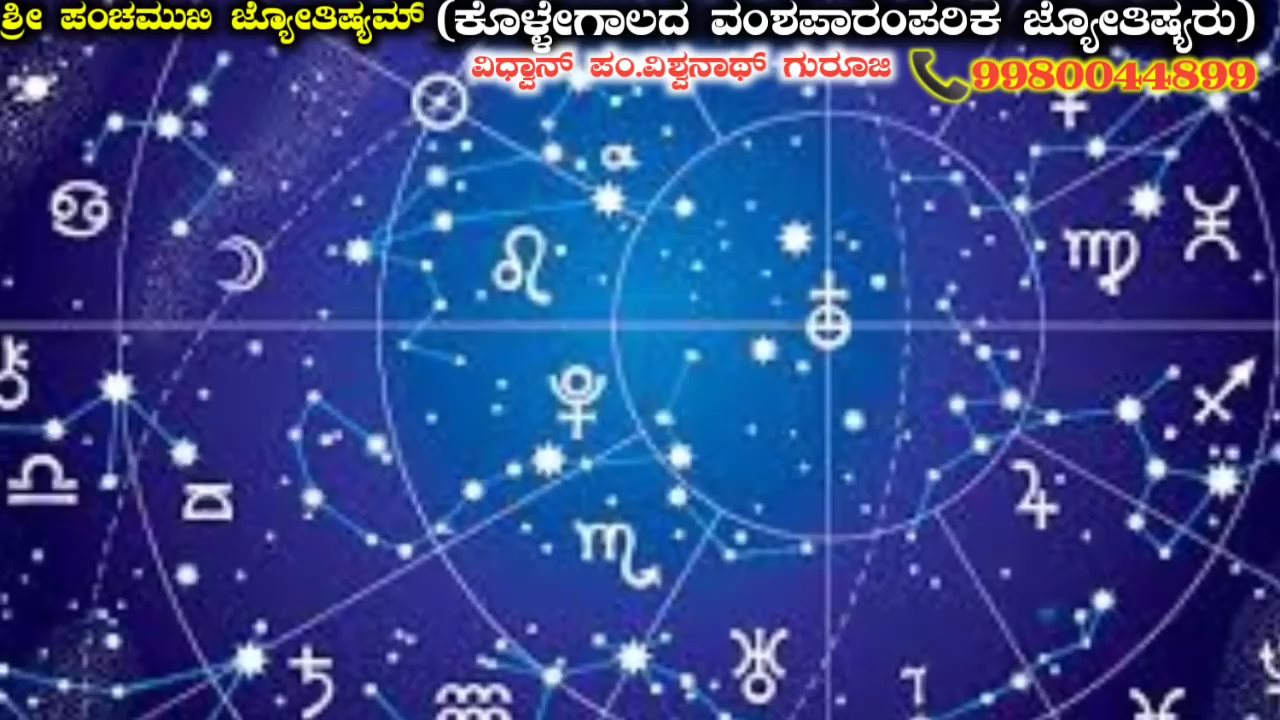 ಶ್ರೀ ಪಂಚಮುಖಿ ಜ್ಯೋತಿಷ್ಯಮ್ (ಕೊಳ್ಳೇಗಾಲದ ವಂಶಪಾರಂಪರಿಕ ಜ್ಯೋತಿಷ್ಯರು)
ವಿಧ್ವಾನ್ ಪಂ.ವಿಶ್ವನಾಥ್ ಗುರೂಜಿ 9980044899